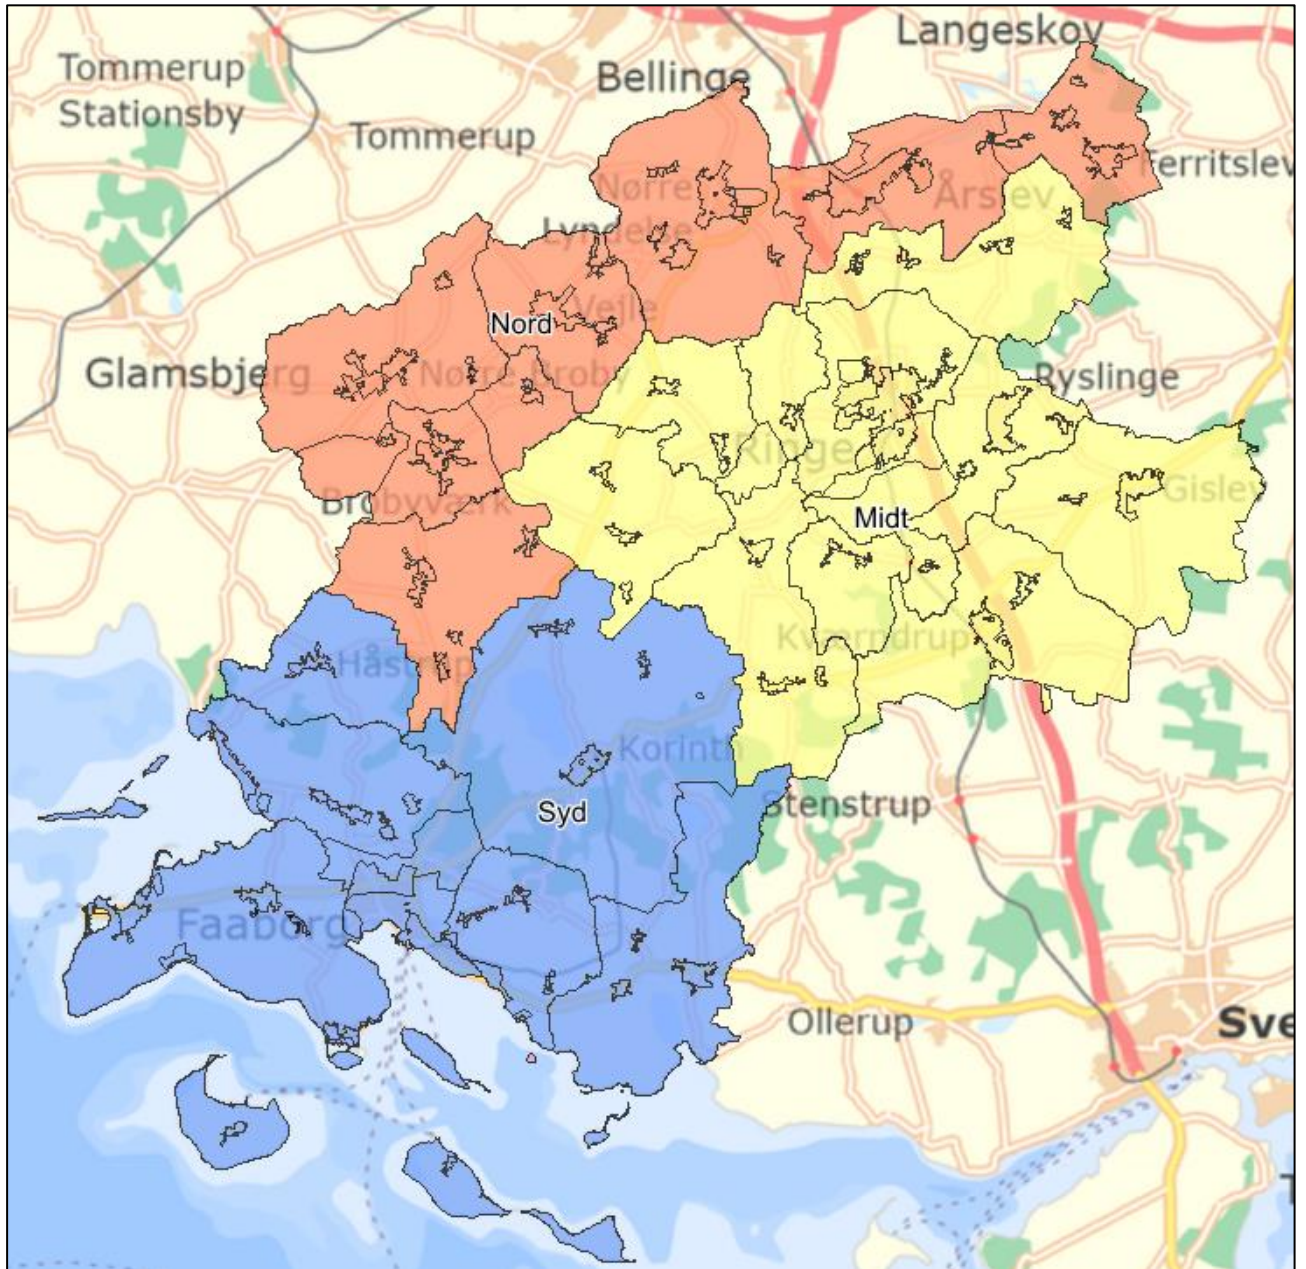 Langeskov
Tommerup
Stationsby
Bellinge
Tommerup
Ferritslev
Nørre
Lyndelse
Årslev
Vejle
Nord
Glamsbjerg
Nørre Broby
Ryslinge
Ringe
Gislev
Brobyværk
Midt
Kværndrup
Håstrup
Korinth
Syd
Stenstrup
Faaborg
Ollerup
Sve